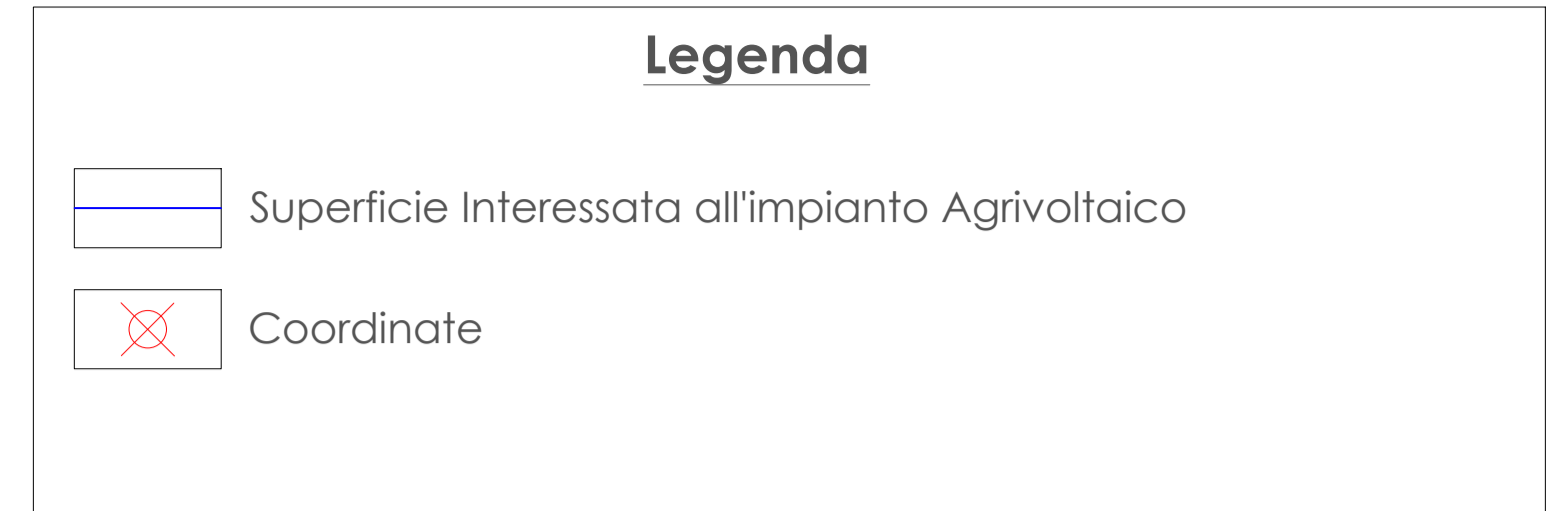 Legenda
Superficie Interessata all'impianto Agrivoltaico
Coordinate